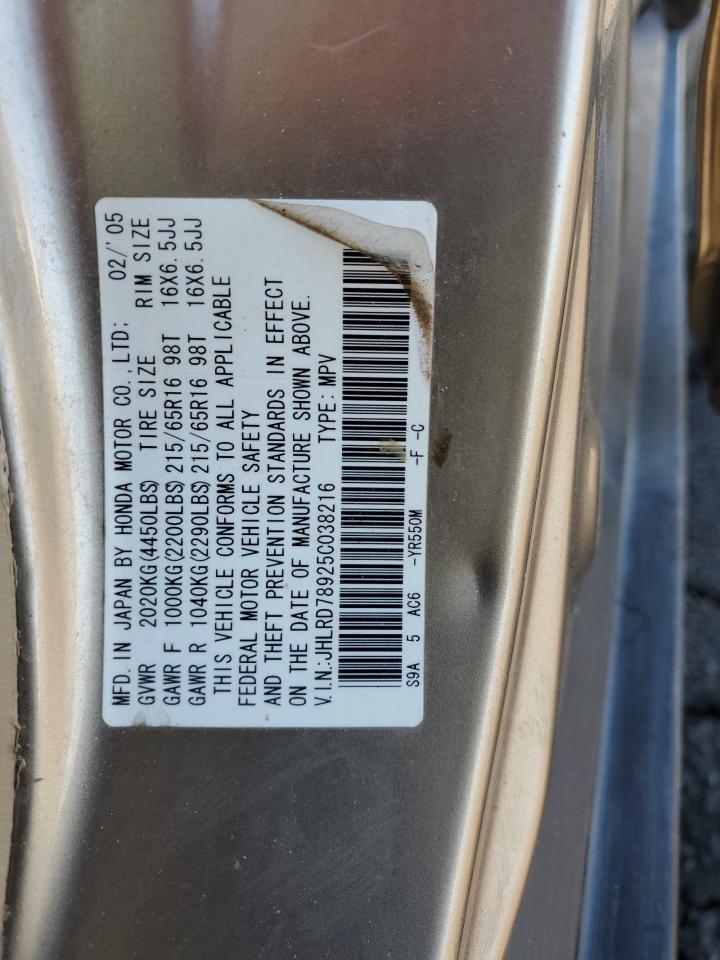 MFD. IN JAPAN BY HONDA MOTOR CO.,LTD; 02/'05
GVWR 2020KG(4450LBS) TIRE SIZE RIM SIZE
GAWR F 1000KG(2200LBS) 215/65R16 98T 16X6.5JJ
GAWR R 1040KG(2290LBS) 215/65R16 98T 16X6.5JJ
THIS VEHICLE CONFORMS TO ALL APPLICABLE
FEDERAL MOTOR VEHICLE SAFETY
AND THEFT PREVENTION STANDARDS IN EFFECT
ON THE DATE OF MANUFACTURE SHOWN ABOVE.
V.I.N.:JHLRD78925C038216 TYPE: MPV
S9A 5 AC6 -YR550M -F -C